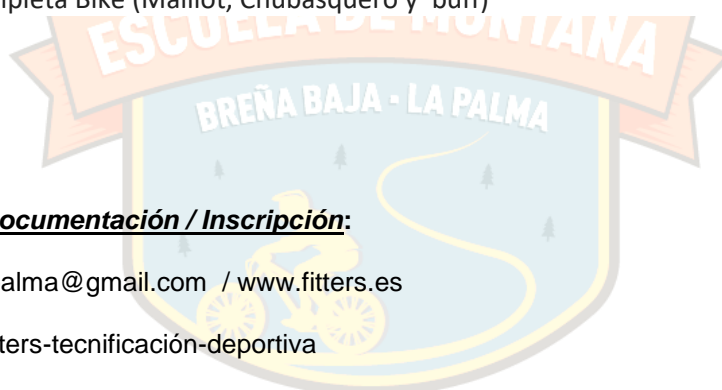 mpleta Bike (Maillot, Chubasquero y buff)
ESCUELA DE MONTAÑA
BREÑA BAJA - LA PALMA
ocumentación / Inscripción:
alma@gmail.com / www.fitters.es
ters-tecnificación-deportiva